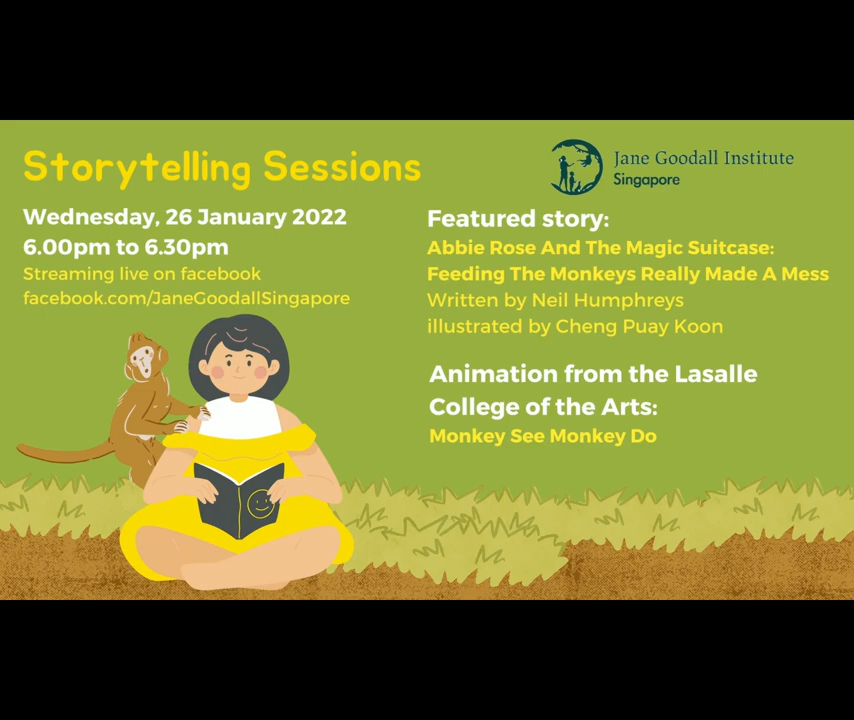 Storytelling Sessions
Wednesday, 26 January 2022
6.00pm to 6.30pm
Streaming live on facebook
facebook.com/JaneGoodallSingapore
Jane Goodall Institute
Singapore
Featured story:
Abbie Rose And The Magic Suitcase:
Feeding The Monkeys Really Made A Mess
Written by Neil Humphreys
illustrated by Cheng Puay Koon
Animation from the Lasalle
College of the Arts:
Monkey See Monkey Do